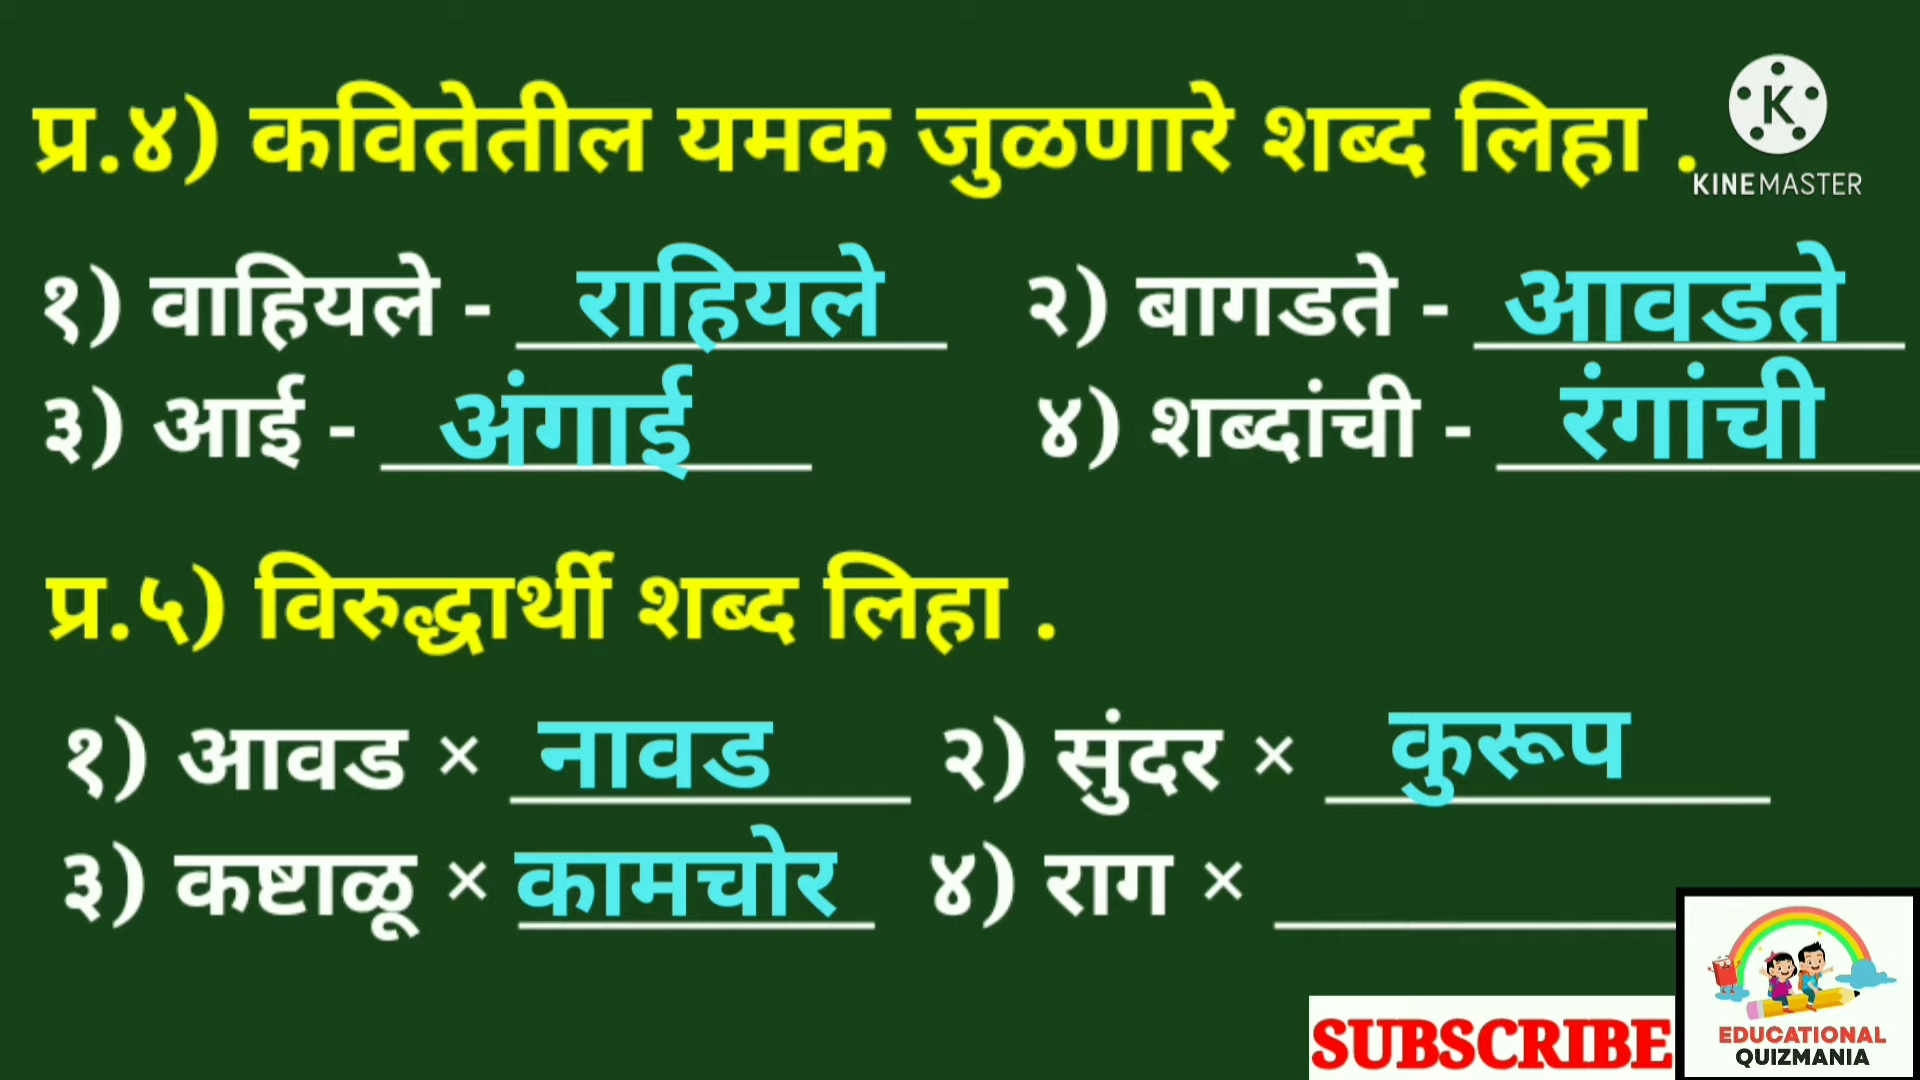 प्र.४) कवितेतील यमक जुळणारे शब्द लिहा .
K
KINEMASTER
१) वाहियले - राहियले २) बागडते - आवडते
३) आई - अंगाई ४) शब्दांची - रंगांची
प्र.५) विरुद्धार्थी शब्द लिहा .
१) आवड × नावड २) सुंदर × कुरूप
३) कष्टाळू × कामचोर ४) राग ×
SUBSCRIBE
EDUCATIONAL
QUIZMANIA